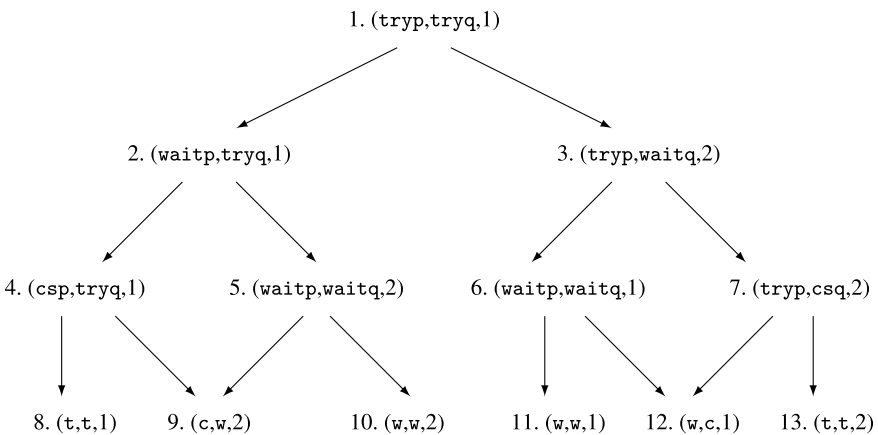 1. (tryp,tryq,1)
2. (waitp,tryq,1)
3. (tryp,waitq,2)
4. (csp,tryq,1)
5. (waitp,waitq,2)
6. (waitp,waitq,1)
7. (tryp,csq,2)
8. (t,t,1)
9. (c,w,2)
10. (w,w,2)
11. (w,w,1)
12. (w,c,1)
13. (t,t,2)